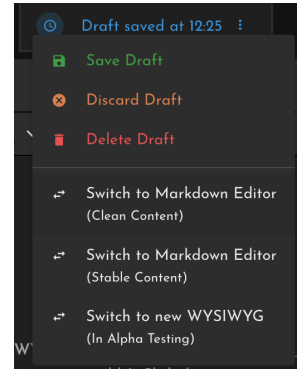 Draft saved at 12:25
Save Draft
Discard Draft
Delete Draft
Switch to Markdown Editor
(Clean Content)
Switch to Markdown Editor
(Stable Content)
Switch to new WYSIWYG
(In Alpha Testing)